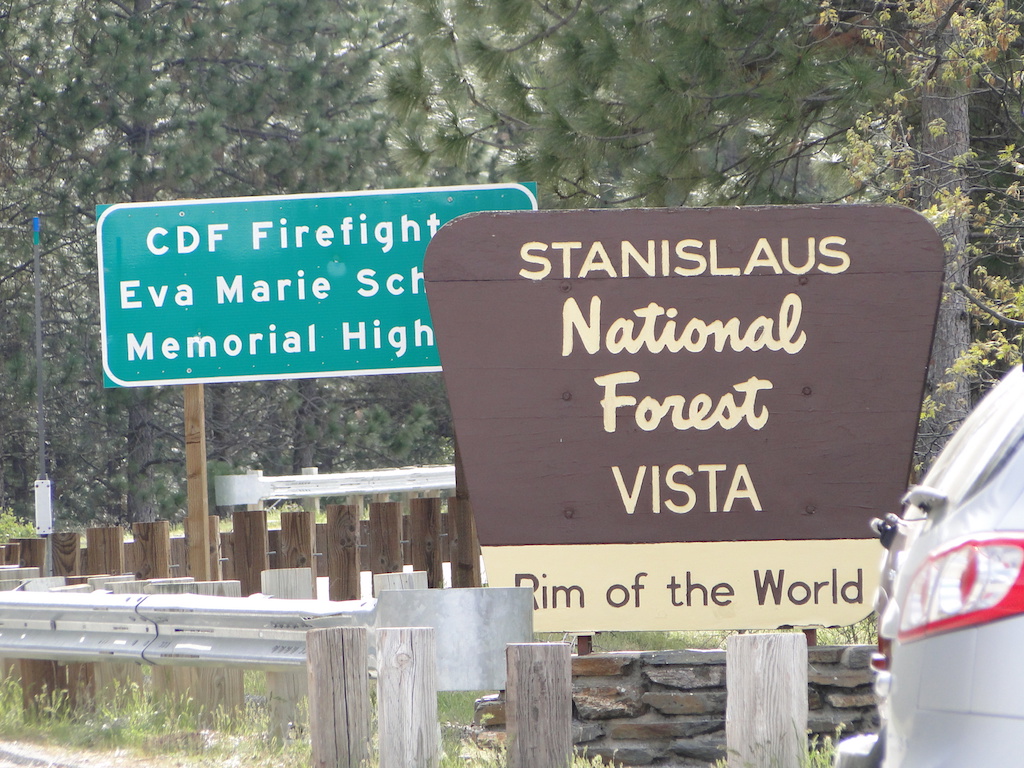 CDF Firefight
Eva Marie Sch
Memorial High
STANISLAUS
National
Forest
VISTA
Rim of the World